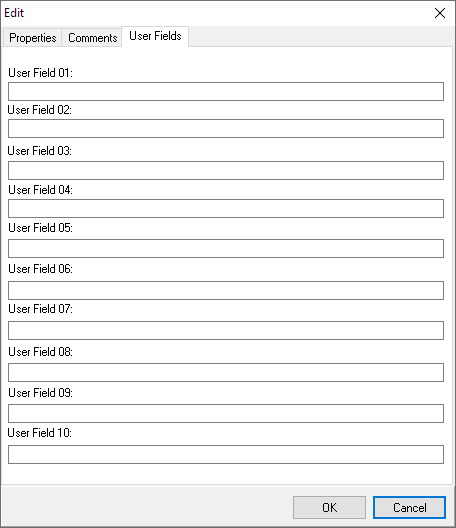 Edit
Properties Comments User Fields
User Field 01:
User Field 02:
User Field 03:
User Field 04:
User Field 05:
User Field 06:
User Field 07:
User Field 08:
User Field 09:
User Field 10:
OK Cancel